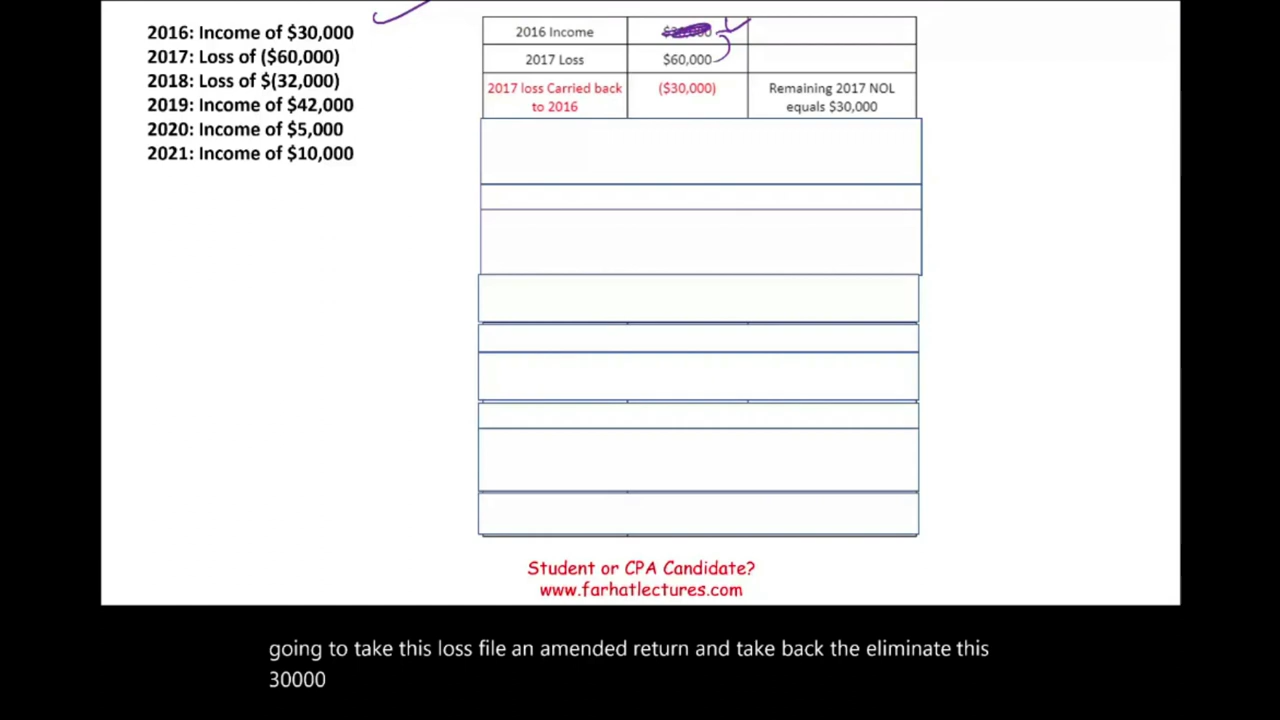 2016: Income of $30,000
2017: Loss of ($60,000)
2018: Loss of $(32,000)
2019: Income of $42,000
2020: Income of $5,000
2021: Income of $10,000
2016 Income
2017 Loss $60,000
2017 loss Carried back
to 2016
($30,000)
Remaining 2017 NOL
equals $30,000
Student or CPA Candidate?
www.farhatlectures.com
going to take this loss file an amended return and take back the eliminate this
30000